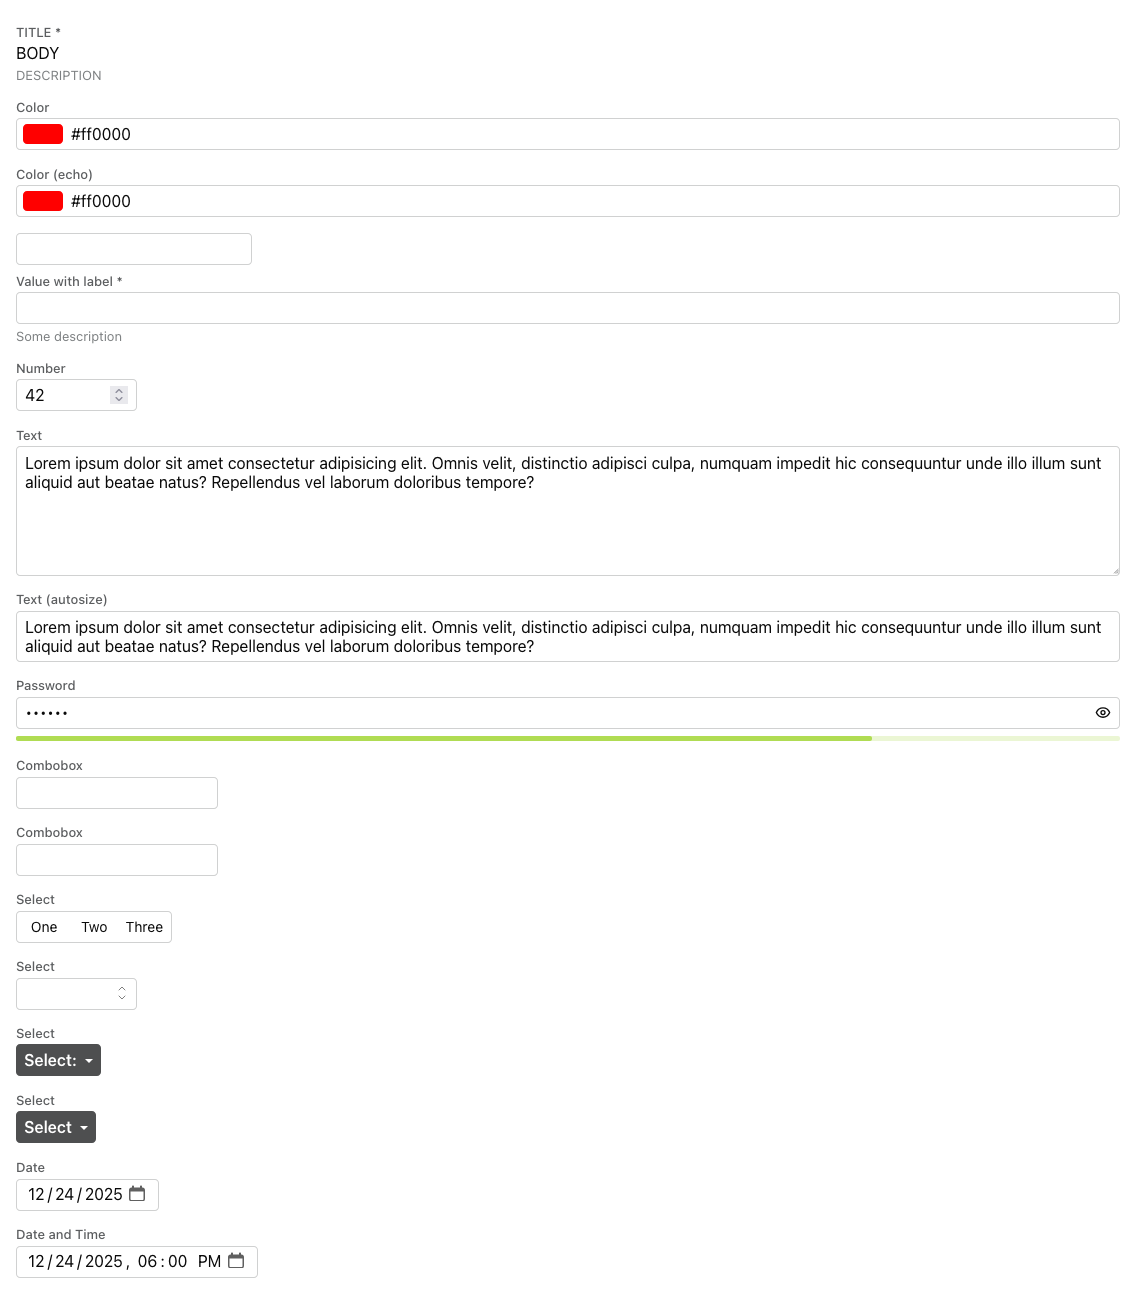 TITLE *
BODY
DESCRIPTION
Color
#ff0000
Color (echo)
#ff0000
Value with label *
Some description
Number
42
Text
Lorem ipsum dolor sit amet consectetur adipisicing elit. Omnis velit, distinctio adipisci culpa, numquam impedit hic consequuntur unde illo illum sunt
aliquid aut beatae natus? Repellendus vel laborum doloribus tempore?
Text (autosize)
Lorem ipsum dolor sit amet consectetur adipisicing elit. Omnis velit, distinctio adipisci culpa, numquam impedit hic consequuntur unde illo illum sunt
aliquid aut beatae natus? Repellendus vel laborum doloribus tempore?
Password
••••••
Combobox
Combobox
Select
One Two Three
Select
Select
Select:
Select
Select
Date
12/24/2025
Date and Time
12/24/2025, 06:00 PM